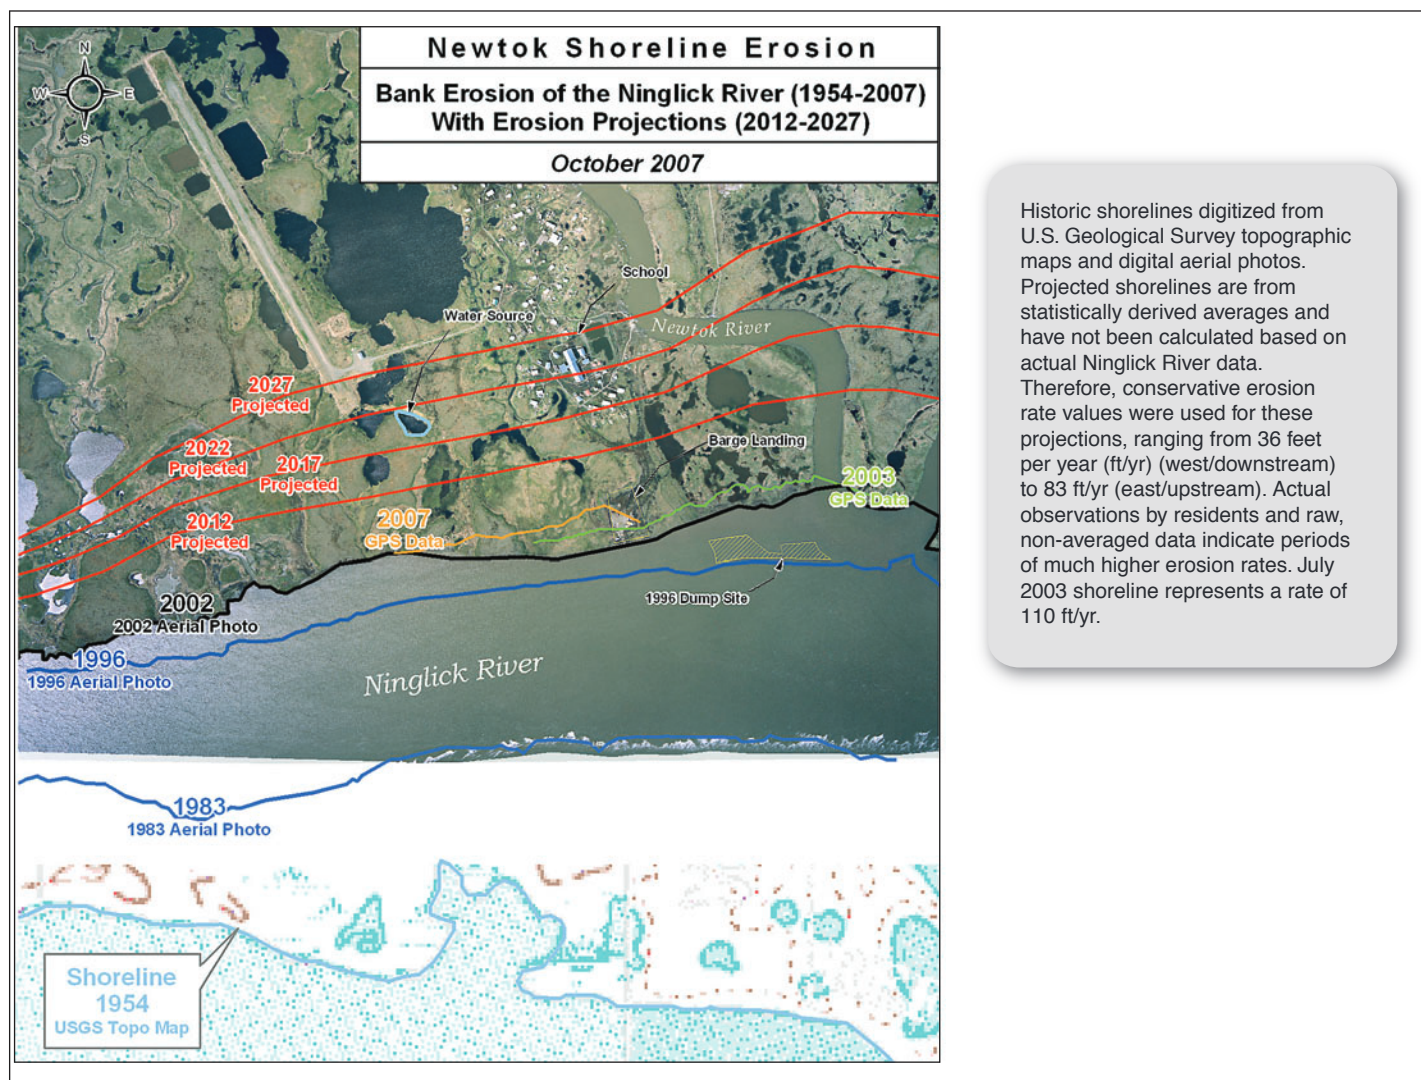 Newtok Shoreline Erosion
Bank Erosion of the Ninglick River (1954-2007)
With Erosion Projections (2012-2027)
October 2007
N
W
E
S
School
Water Source
Newtok River
2027
Projected
2022
Projected
2017
Projected
2012
Projected
Barge Landing
2003
GPS Data
2007
GPS Data
1996 Dump Site
2002
2002 Aerial Photo
1996
1996 Aerial Photo
Ninglick River
1983
1983 Aerial Photo
Shoreline
1954
USGS Topo Map
Historic shorelines digitized from
U.S. Geological Survey topographic
maps and digital aerial photos.
Projected shorelines are from
statistically derived averages and
have not been calculated based on
actual Ninglick River data.
Therefore, conservative erosion
rate values were used for these
projections, ranging from 36 feet
per year (ft/yr) (west/downstream)
to 83 ft/yr (east/upstream). Actual
observations by residents and raw,
non-averaged data indicate periods
of much higher erosion rates. July
2003 shoreline represents a rate of
110 ft/yr.